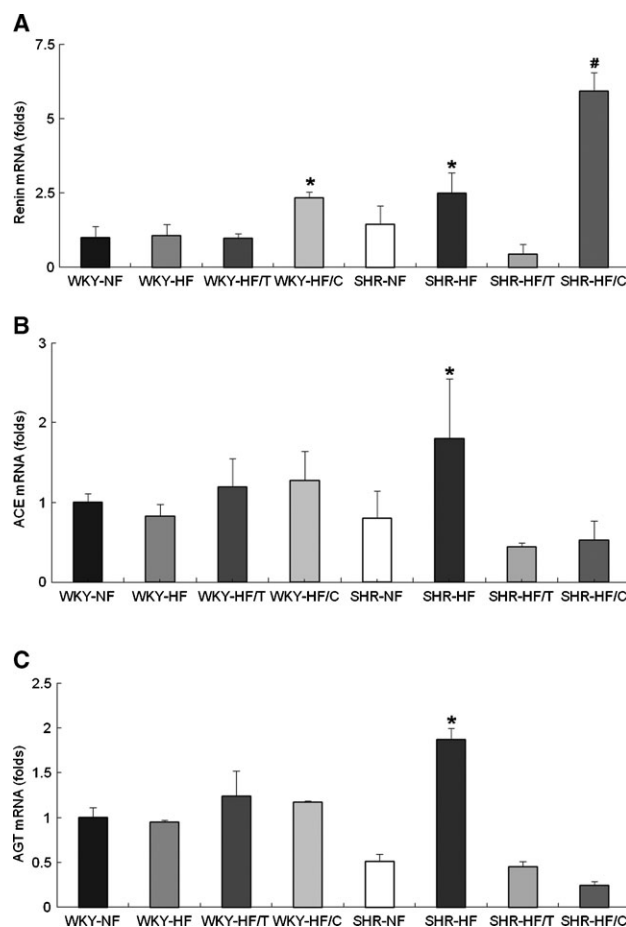 A
7.5
5
2.5
0
Renin mRNA (folds)
*
*
#
WKY-NF WKY-HF WKY-HF/T WKY-HF/C SHR-NF SHR-HF SHR-HF/T SHR-HF/C
B
3
2
1
0
ACE mRNA (folds)
*
WKY-NF WKY-HF WKY-HF/T WKY-HF/C SHR-NF SHR-HF SHR-HF/T SHR-HF/C
C
2.5
2
1.5
1
0.5
0
AGT mRNA (folds)
*
WKY-NF WKY-HF WKY-HF/T WKY-HF/C SHR-NF SHR-HF SHR-HF/T SHR-HF/C